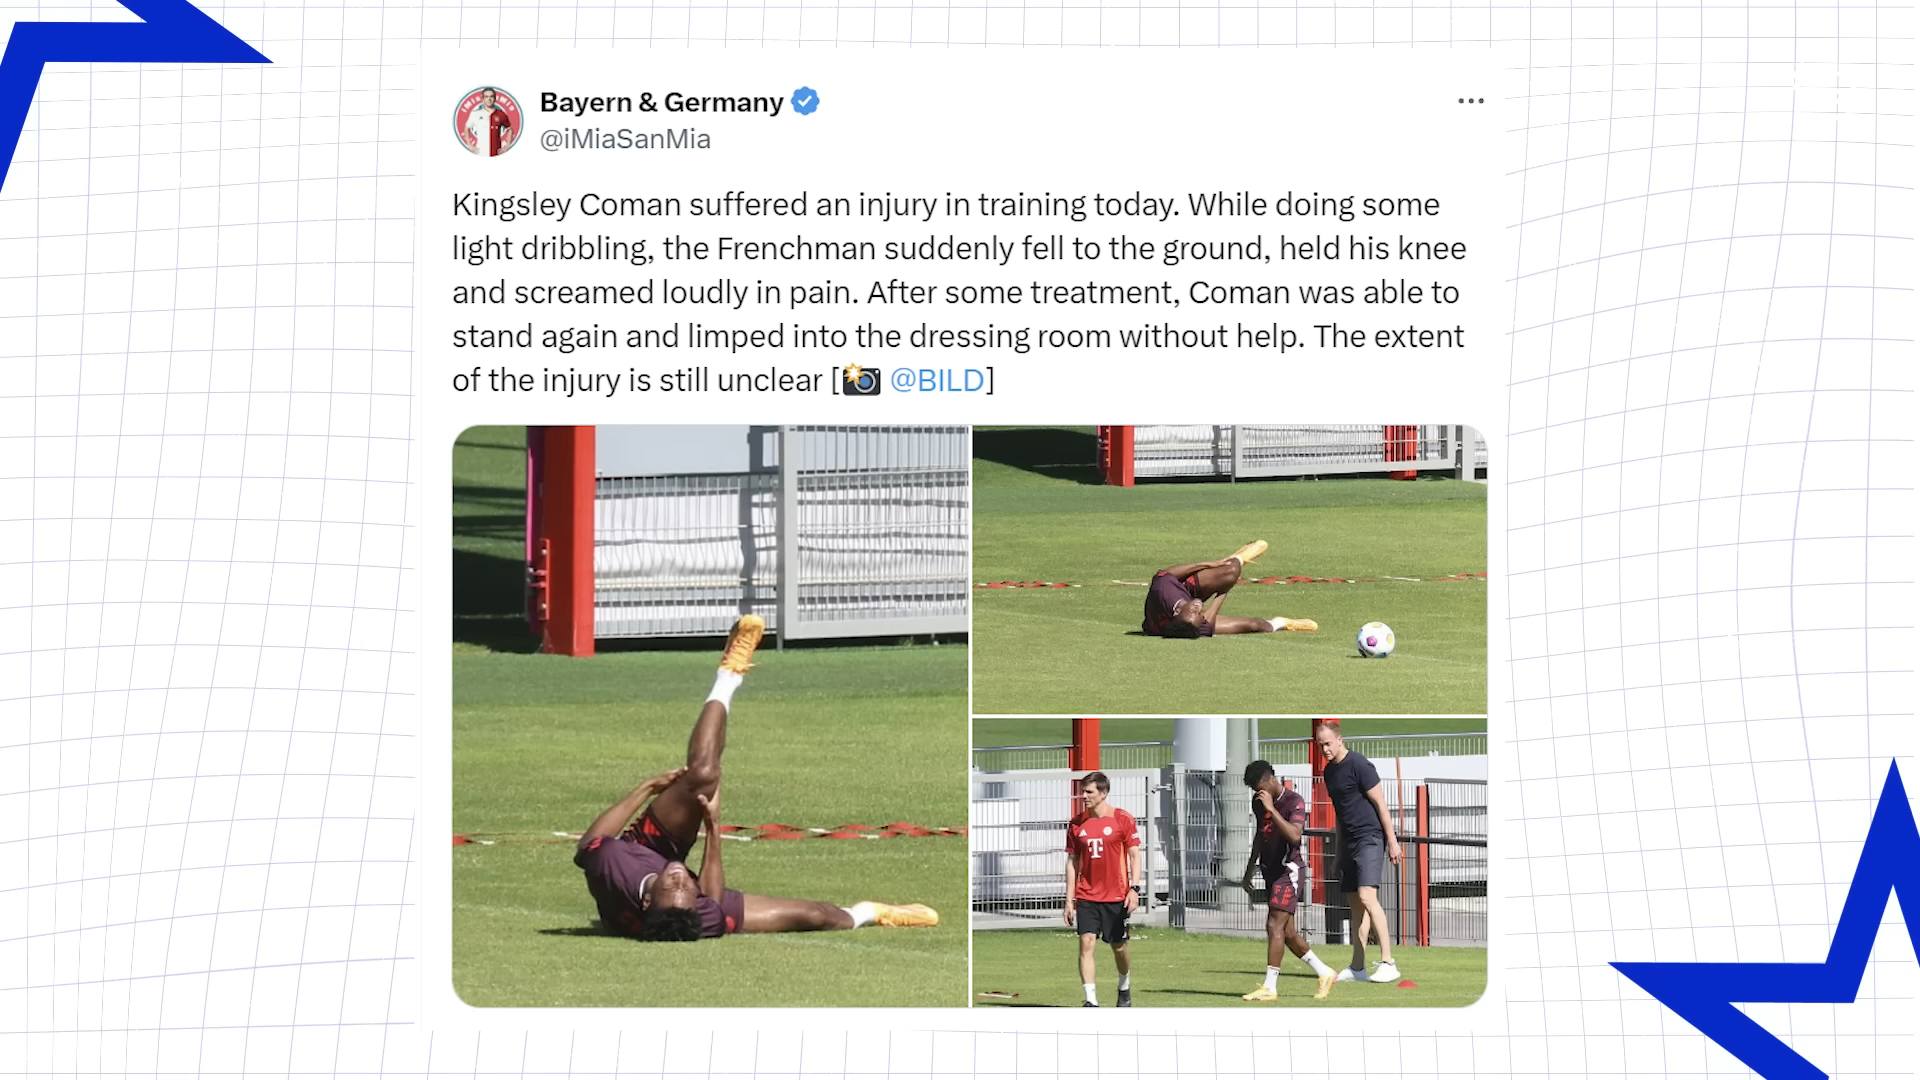 Bayern & Germany
@iMiaSanMia
Kingsley Coman suffered an injury in training today. While doing some
light dribbling, the Frenchman suddenly fell to the ground, held his knee
and screamed loudly in pain. After some treatment, Coman was able to
stand again and limped into the dressing room without help. The extent
of the injury is still unclear [📸 @BILD]
T